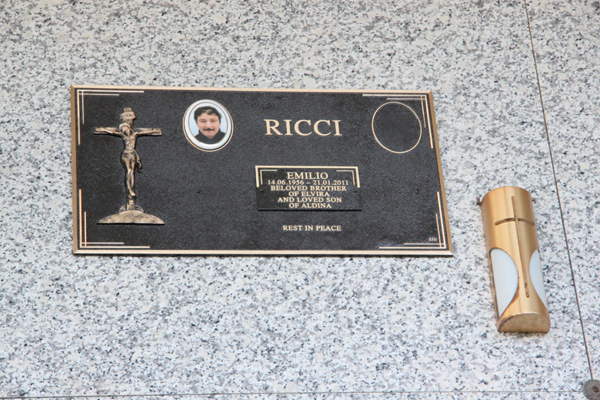 RICCI
EMILIO
14.06.1956 - 21.01.2011
BELOVED BROTHER
OF ELVIRA
AND LOVED SON
OF ALDINA
REST IN PEACE